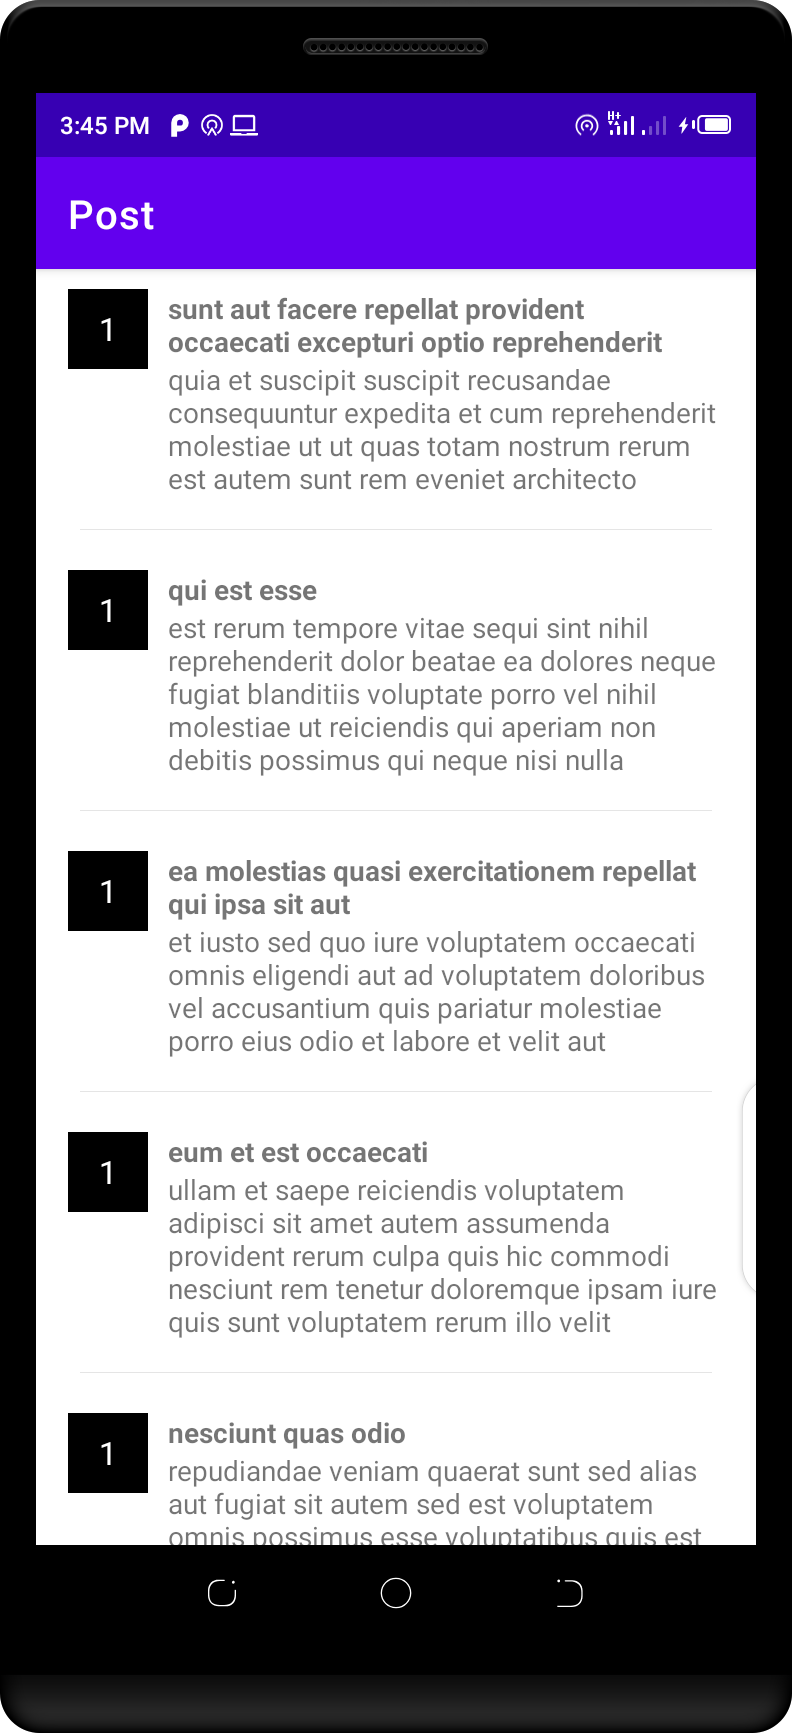 3:45 PM
H+
Post
1
sunt aut facere repellat provident
occaecati excepturi optio reprehenderit
quia et suscipit suscipit recusandae
consequuntur expedita et cum reprehenderit
molestiae ut ut quas totam nostrum rerum
est autem sunt rem eveniet architecto
1
qui est esse
est rerum tempore vitae sequi sint nihil
reprehenderit dolor beatae ea dolores neque
fugiat blanditiis voluptate porro vel nihil
molestiae ut reiciendis qui aperiam non
debitis possimus qui neque nisi nulla
1
ea molestias quasi exercitationem repellat
qui ipsa sit aut
et iusto sed quo iure voluptatem occaecati
omnis eligendi aut ad voluptatem doloribus
vel accusantium quis pariatur molestiae
porro eius odio et labore et velit aut
1
eum et est occaecati
ullam et saepe reiciendis voluptatem
adipisci sit amet autem assumenda
provident rerum culpa quis hic commodi
nesciunt rem tenetur doloremque ipsam iure
quis sunt voluptatem rerum illo velit
1
nesciunt quas odio
repudiandae veniam quaerat sunt sed alias
aut fugiat sit autem sed est voluptatem
omnis possimus esse voluptatibus quis est